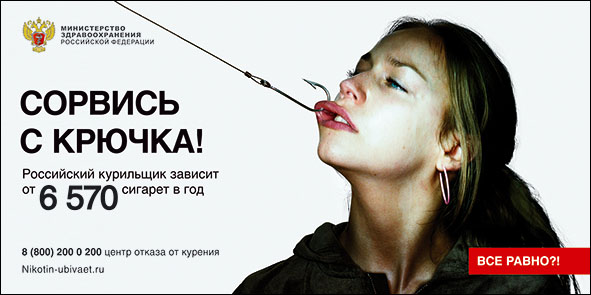 МИНИСТЕРСТВО
ЗДРАВООХРАНЕНИЯ
РОССИЙСКОЙ ФЕДЕРАЦИИ
СОРВИСЬ
С КРЮЧКА!
Российский курильщик зависит
от 6 570 сигарет в год
8 (800) 200 0 200 центр отказа от курения
Nikotin-ubivaet.ru
ВСЕ РАВНО?!